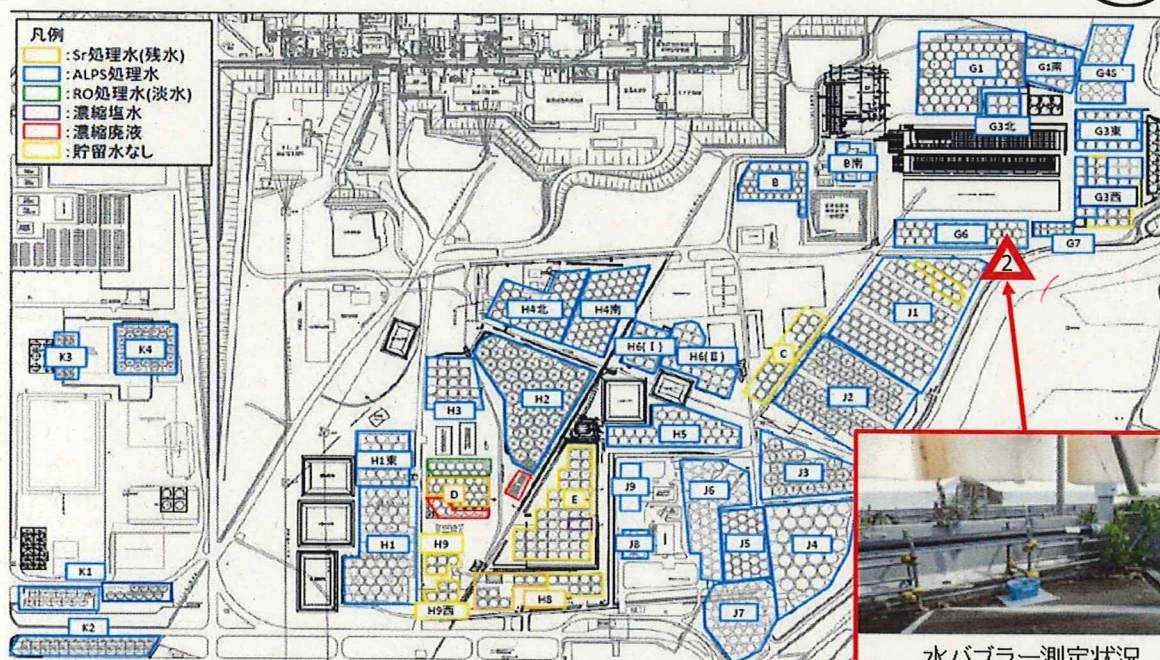 凡例
:Sr処理水(残水)
:ALPS処理水
:RO処理水(淡水)
:濃縮塩水
:濃縮廃液
:貯留水なし
G1
G1南
G4S
G3北
G3東
B南
B
G3西
G6
G7
2
J1
H4北
H4南
H6(Ⅰ)
H6(Ⅱ)
C
K3
K4
H2
J2
H3
H5
H1東
J3
D
E
J9
J6
J5
J4
H1
H9
J8
K1
H9西
H8
J7
K2
水バブラー測定状況